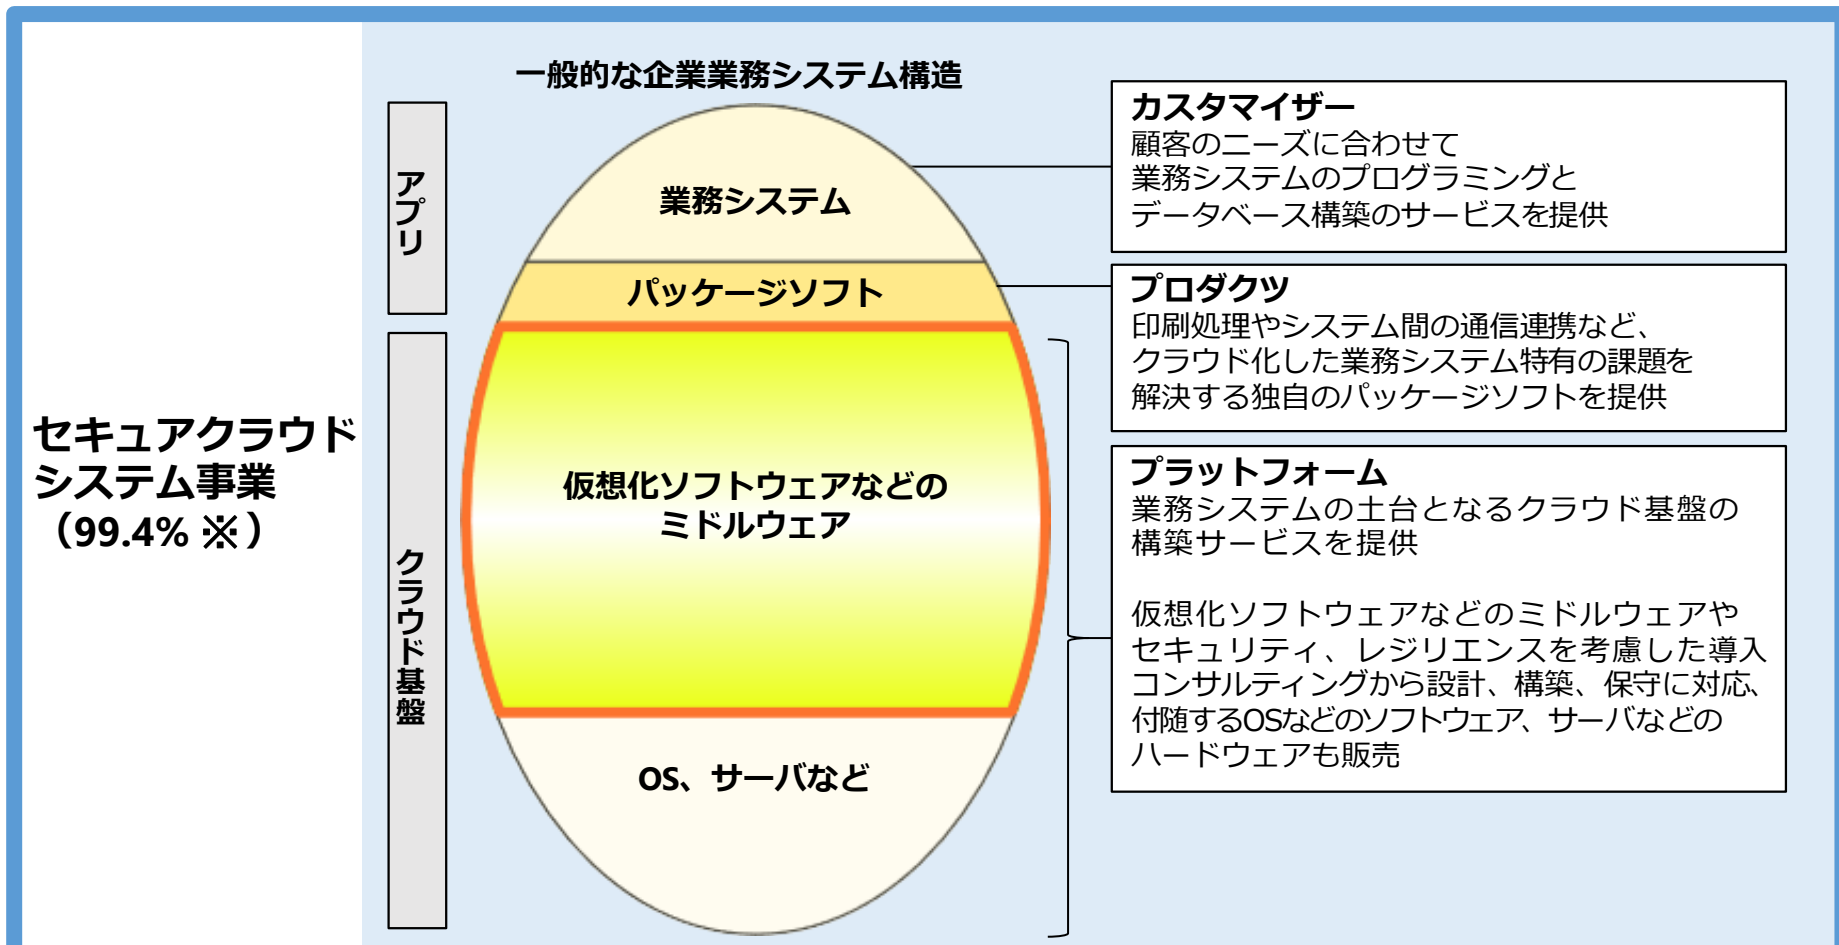 セキュアクラウド
システム事業
（99.4% ※）
一般的な企業業務システム構造
アプリ
クラウド基盤
業務システム
パッケージソフト
仮想化ソフトウェアなどの
ミドルウェア
OS、サーバなど
カスタマイザー
顧客のニーズに合わせて
業務システムのプログラミングと
データベース構築のサービスを提供
プロダクツ
印刷処理やシステム間の通信連携など、
クラウド化した業務システム特有の課題を
解決する独自のパッケージソフトを提供
プラットフォーム
業務システムの土台となるクラウド基盤の
構築サービスを提供
仮想化ソフトウェアなどのミドルウェアや
セキュリティ、レジリエンスを考慮した導入
コンサルティングから設計、構築、保守に対応、
付随するOSなどのソフトウェア、サーバなどの
ハードウェアも販売